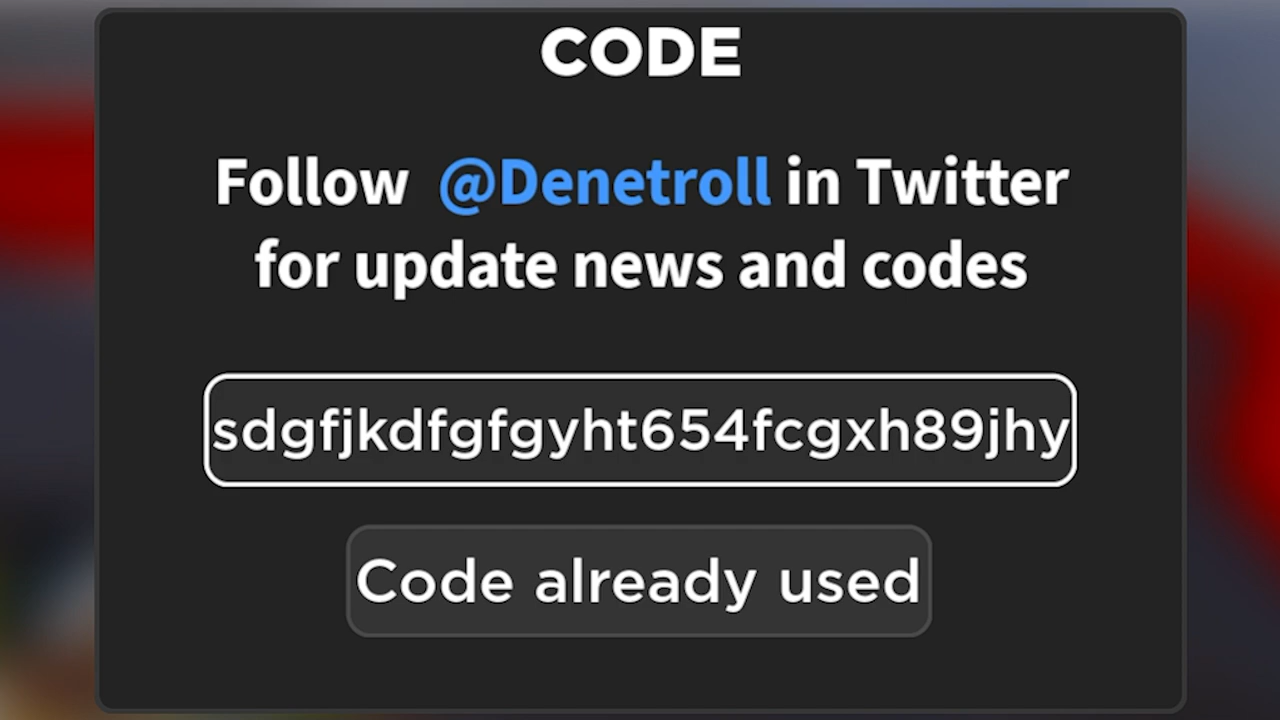 CODE
Follow @Denetroll in Twitter
for update news and codes
sdgfjkdfgfgyht654fcgxh89jhy
Code already used